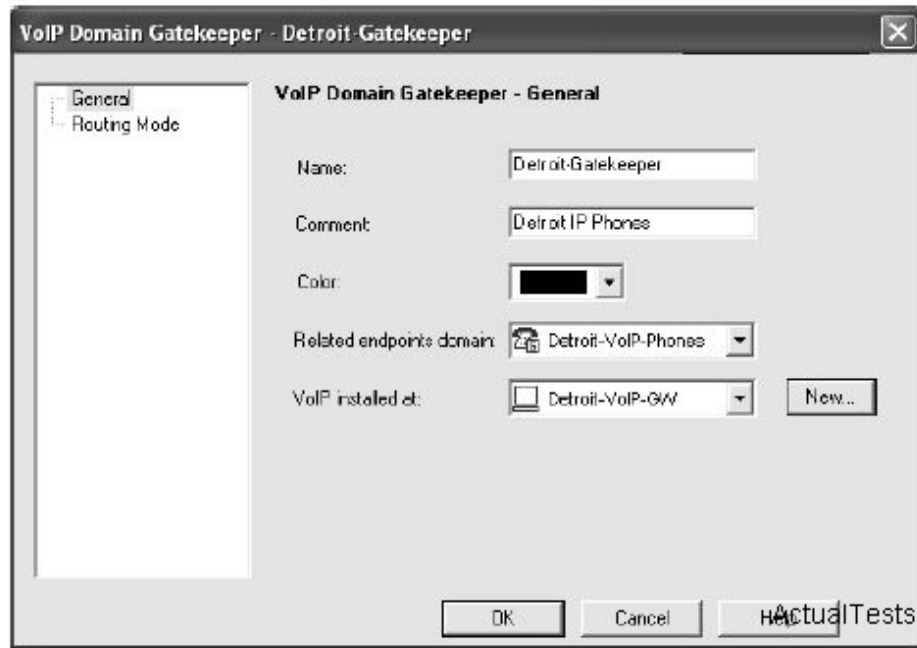 VoIP Domain Gatekeeper - Detroit-Gatekeeper
General
Routing Mode
VoIP Domain Gatekeeper - General
Name:
Detroit-Gatekeeper
Comment:
Detroit IP Phones
Color:
Related endpoints domain:
Detroit-VoIP-Phones
VoIP installed at:
Detroit-VoIP-GW
New...
OK
Cancel
Help
ActualTests